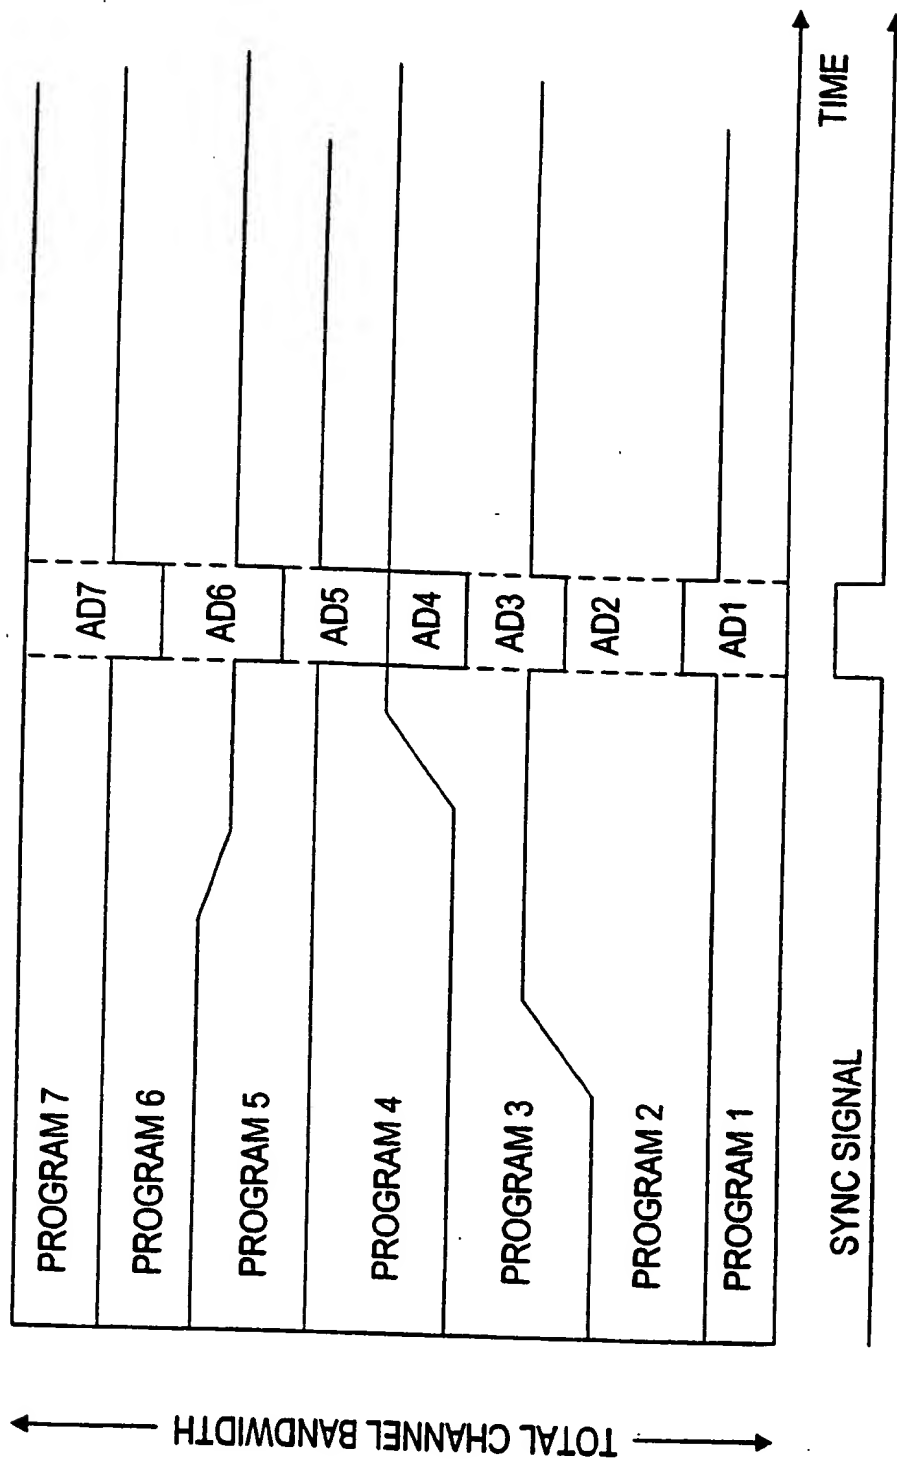 TOTAL CHANNEL BANDWIDTH
PROGRAM 7
PROGRAM 6
PROGRAM 5
PROGRAM 4
PROGRAM 3
PROGRAM 2
PROGRAM 1
AD7
AD6
AD5
AD4
AD3
AD2
AD1
TIME
SYNC SIGNAL